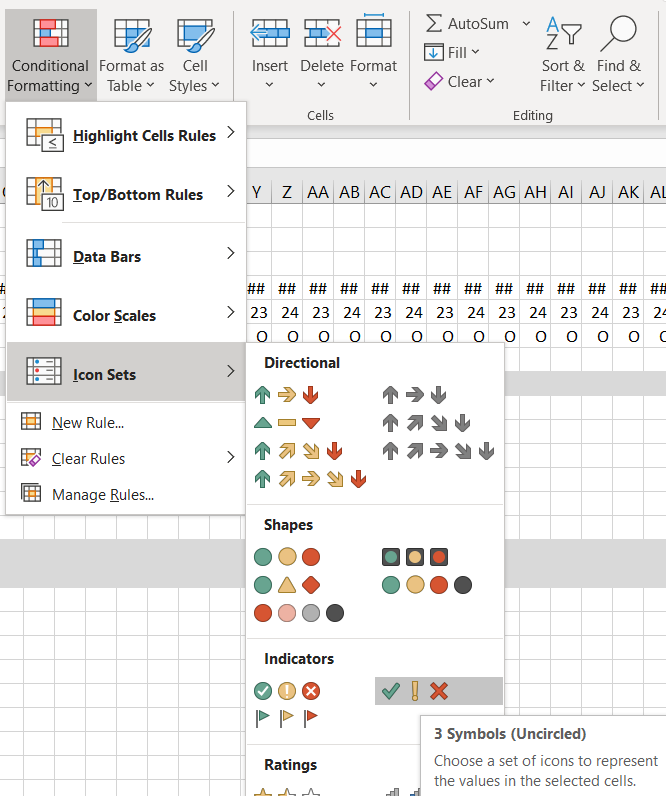 Conditional Formatting
Format as Table
Cell Styles
Insert
Delete
Format
Cells
AutoSum
Fill
Clear
Sort & Filter
Find & Select
Editing
Highlight Cells Rules
10
Top/Bottom Rules
Data Bars
Color Scales
Icon Sets
New Rule...
Clear Rules
Manage Rules...
Y Z AA AB AC AD AE AF AG AH AI AJ AK AL
## ## ## ## ## ## ## ## ## ## ## ## ## ##
23 24 23 24 23 24 23 24 23 24 23 24 23 24
O O O O O O O O O O O O O O
Directional
Shapes
Indicators
Ratings
3 Symbols (Uncircled)
Choose a set of icons to represent
the values in the selected cells.